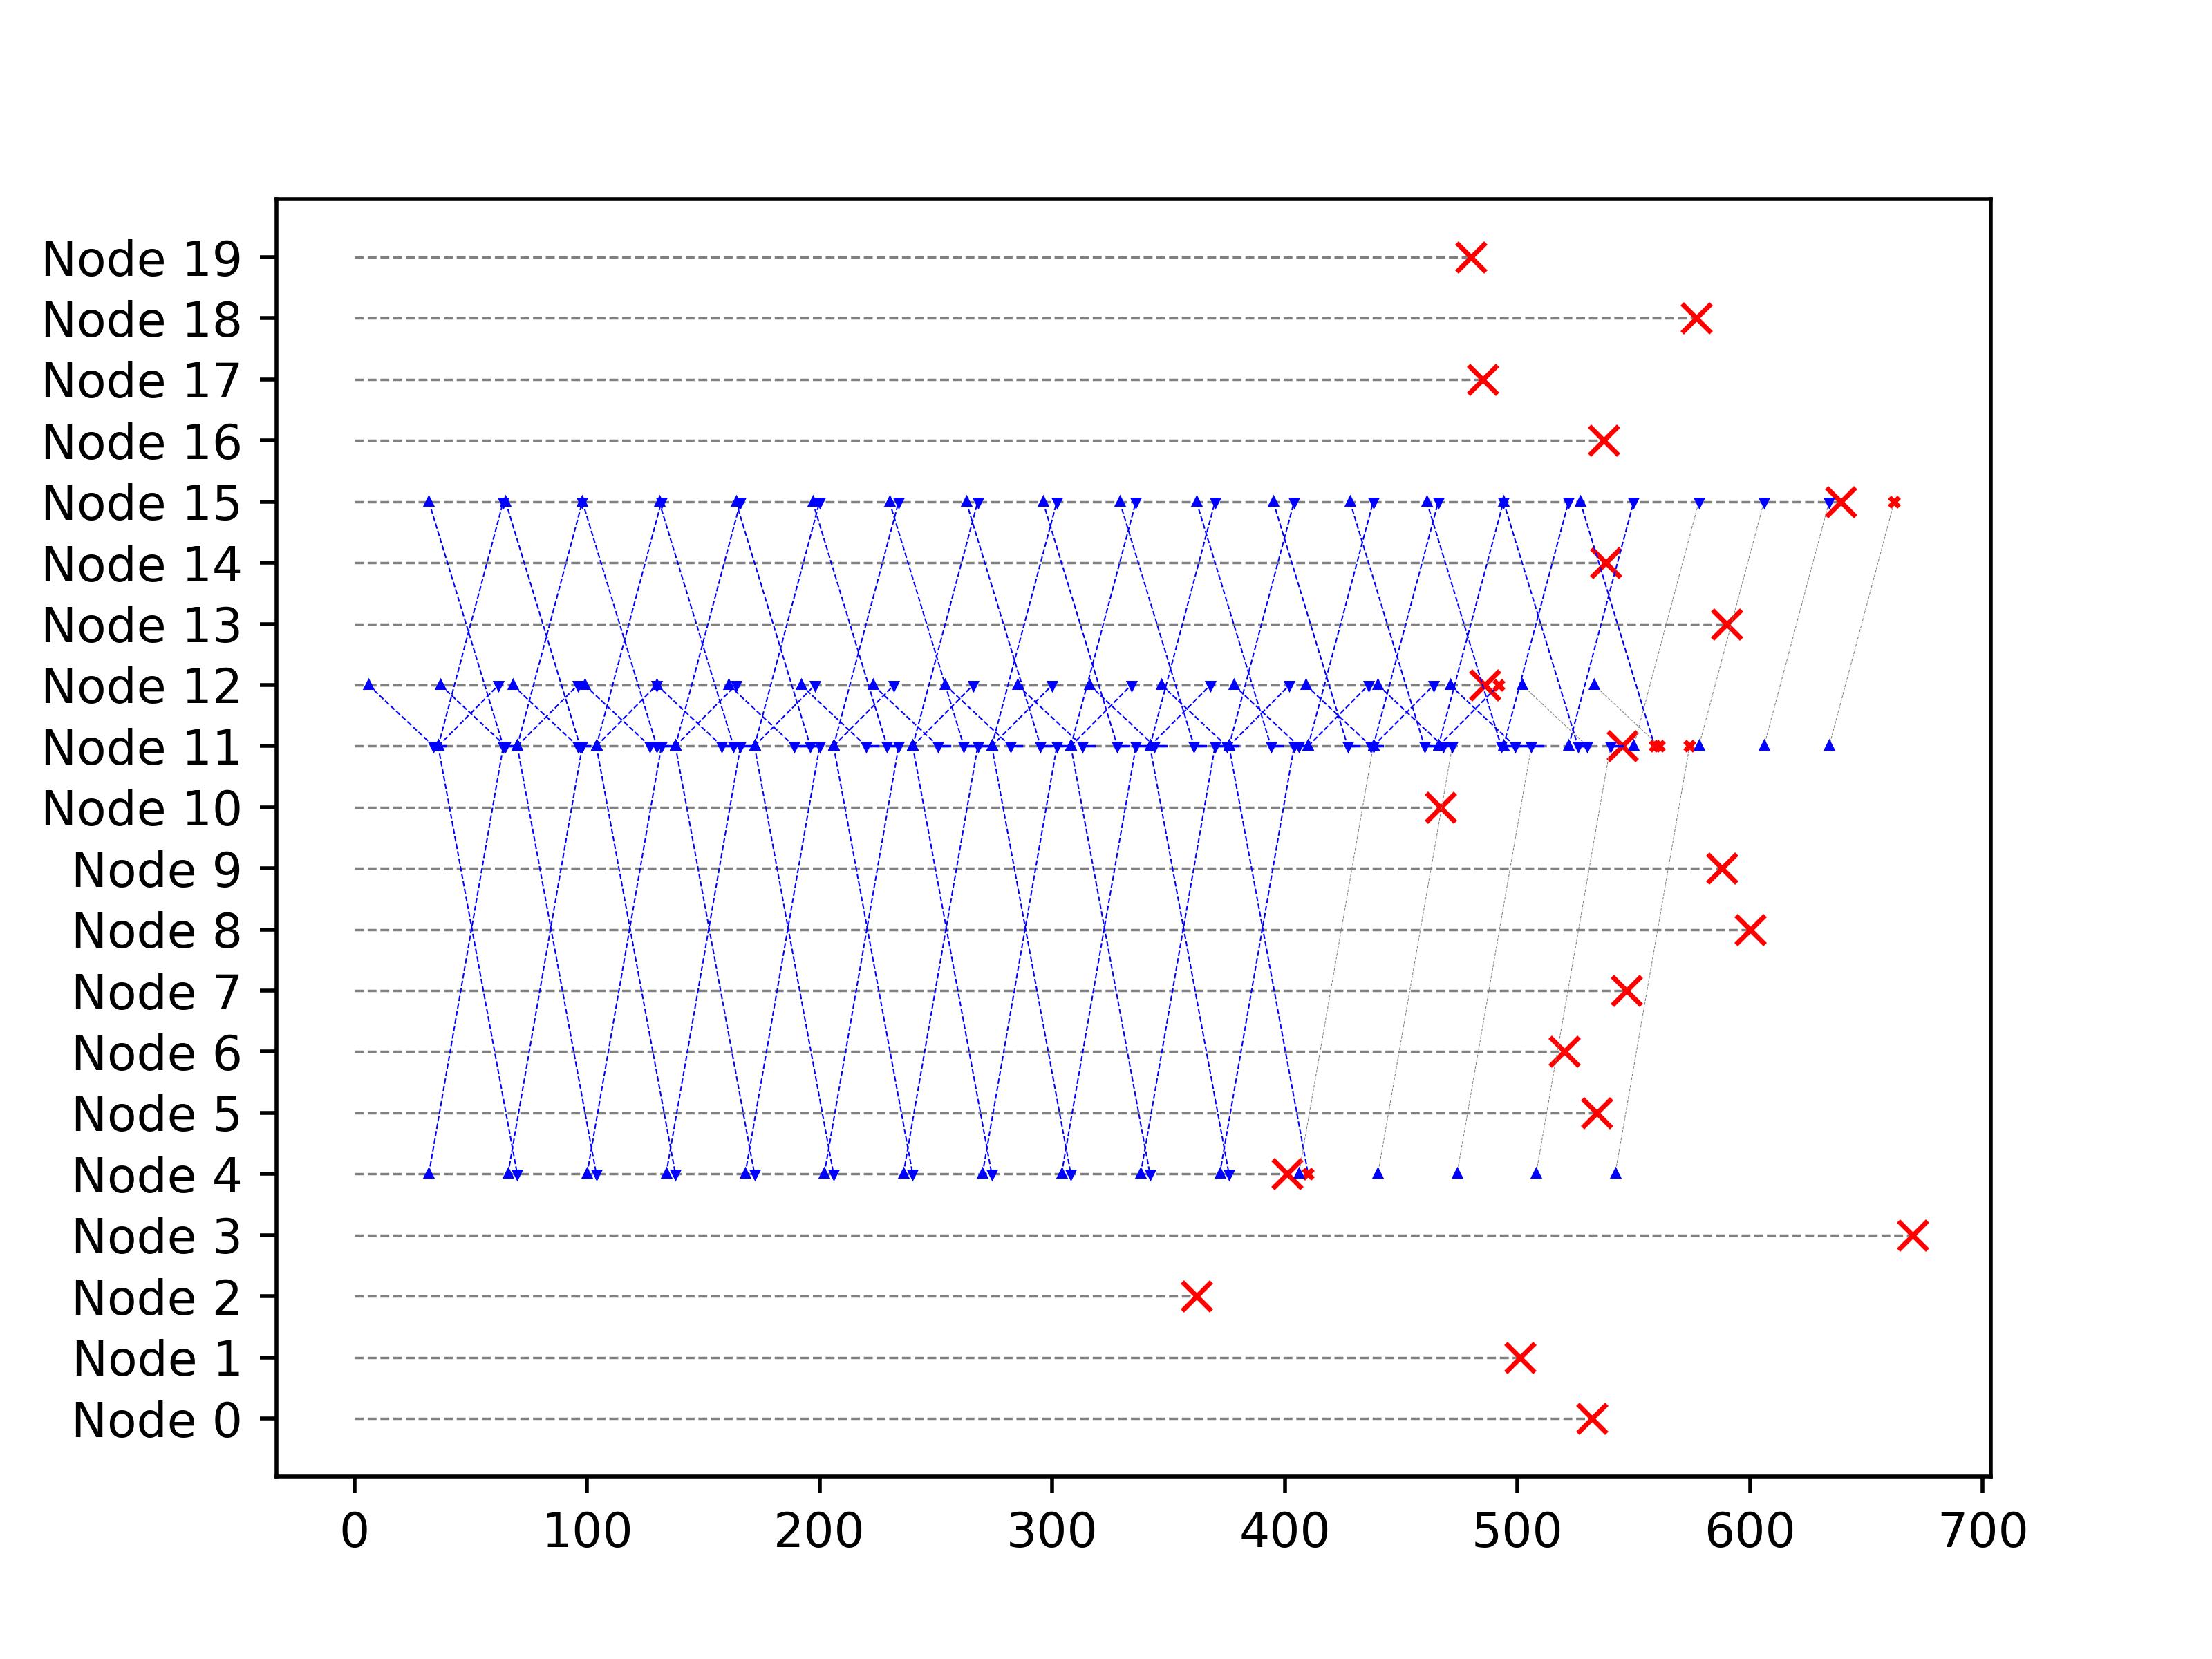 Node 19
Node 18
Node 17
Node 16
Node 15
Node 14
Node 13
Node 12
Node 11
Node 10
Node 9
Node 8
Node 7
Node 6
Node 5
Node 4
Node 3
Node 2
Node 1
Node 0
0 100 200 300 400 500 600 700